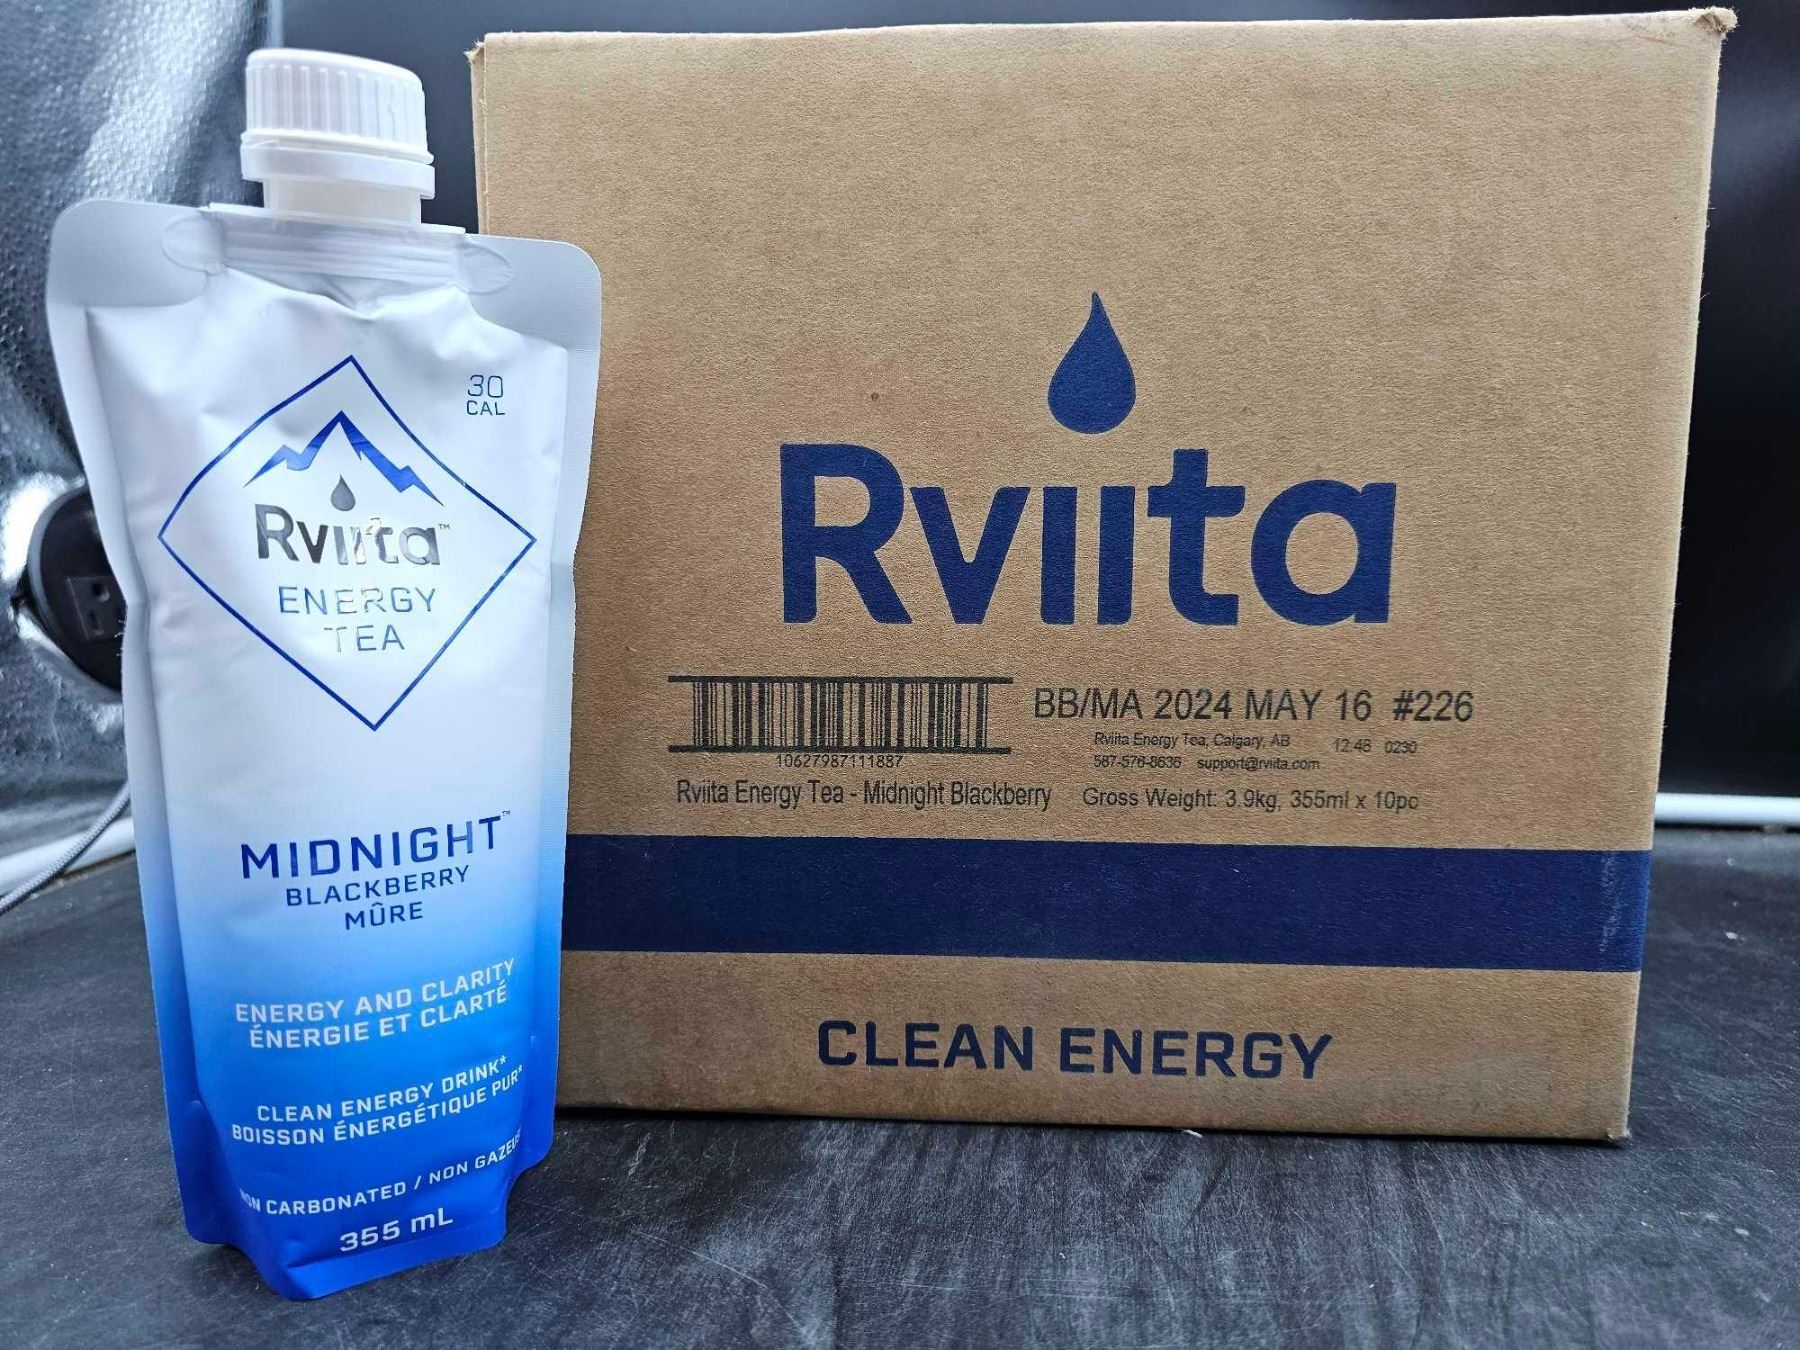 30
CAL
Rviita™
ENERGY
TEA
MIDNIGHT™
BLACKBERRY
MÛRE
ENERGY AND CLARITY
ÉNERGIE ET CLARTÉ
CLEAN ENERGY DRINK*
BOISSON ÉNERGÉTIQUE PUR*
NON CARBONATED / NON GAZEUSE
355 mL
Rviita
BB/MA 2024 MAY 16 #226
Rviita Energy Tea, Calgary, AB 12:48 0230
587-576-8636 support@rviita.com
10627987111887
Rviita Energy Tea - Midnight Blackberry Gross Weight: 3.9kg, 355ml x 10pc
CLEAN ENERGY